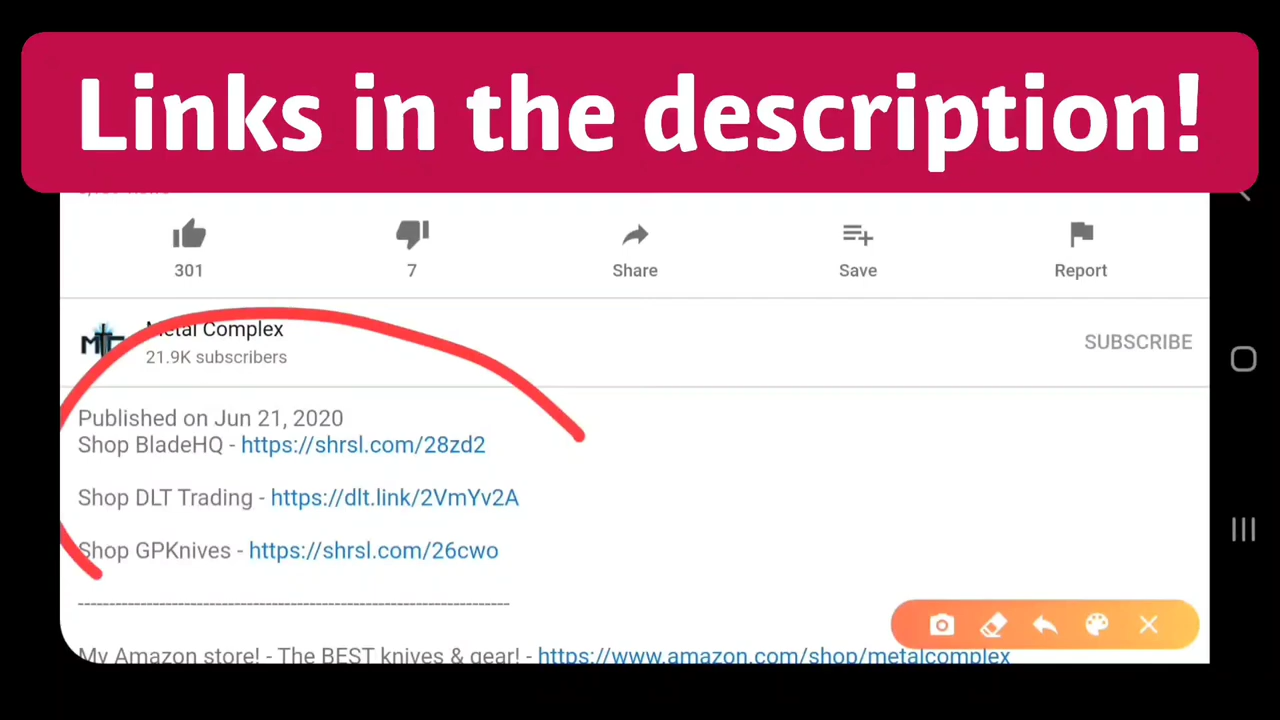 Links in the description!
301
7
Share
Save
Report
Metal Complex
21.9K subscribers
SUBSCRIBE
Published on Jun 21, 2020
Shop BladeHQ - https://shrsl.com/28zd2
Shop DLT Trading - https://dlt.link/2VmYv2A
Shop GPKnives - https://shrsl.com/26cwo
-----------------------------------------------------------------------
My Amazon store! - The BEST knives & gear! - https://www.amazon.com/shop/metalcomplex